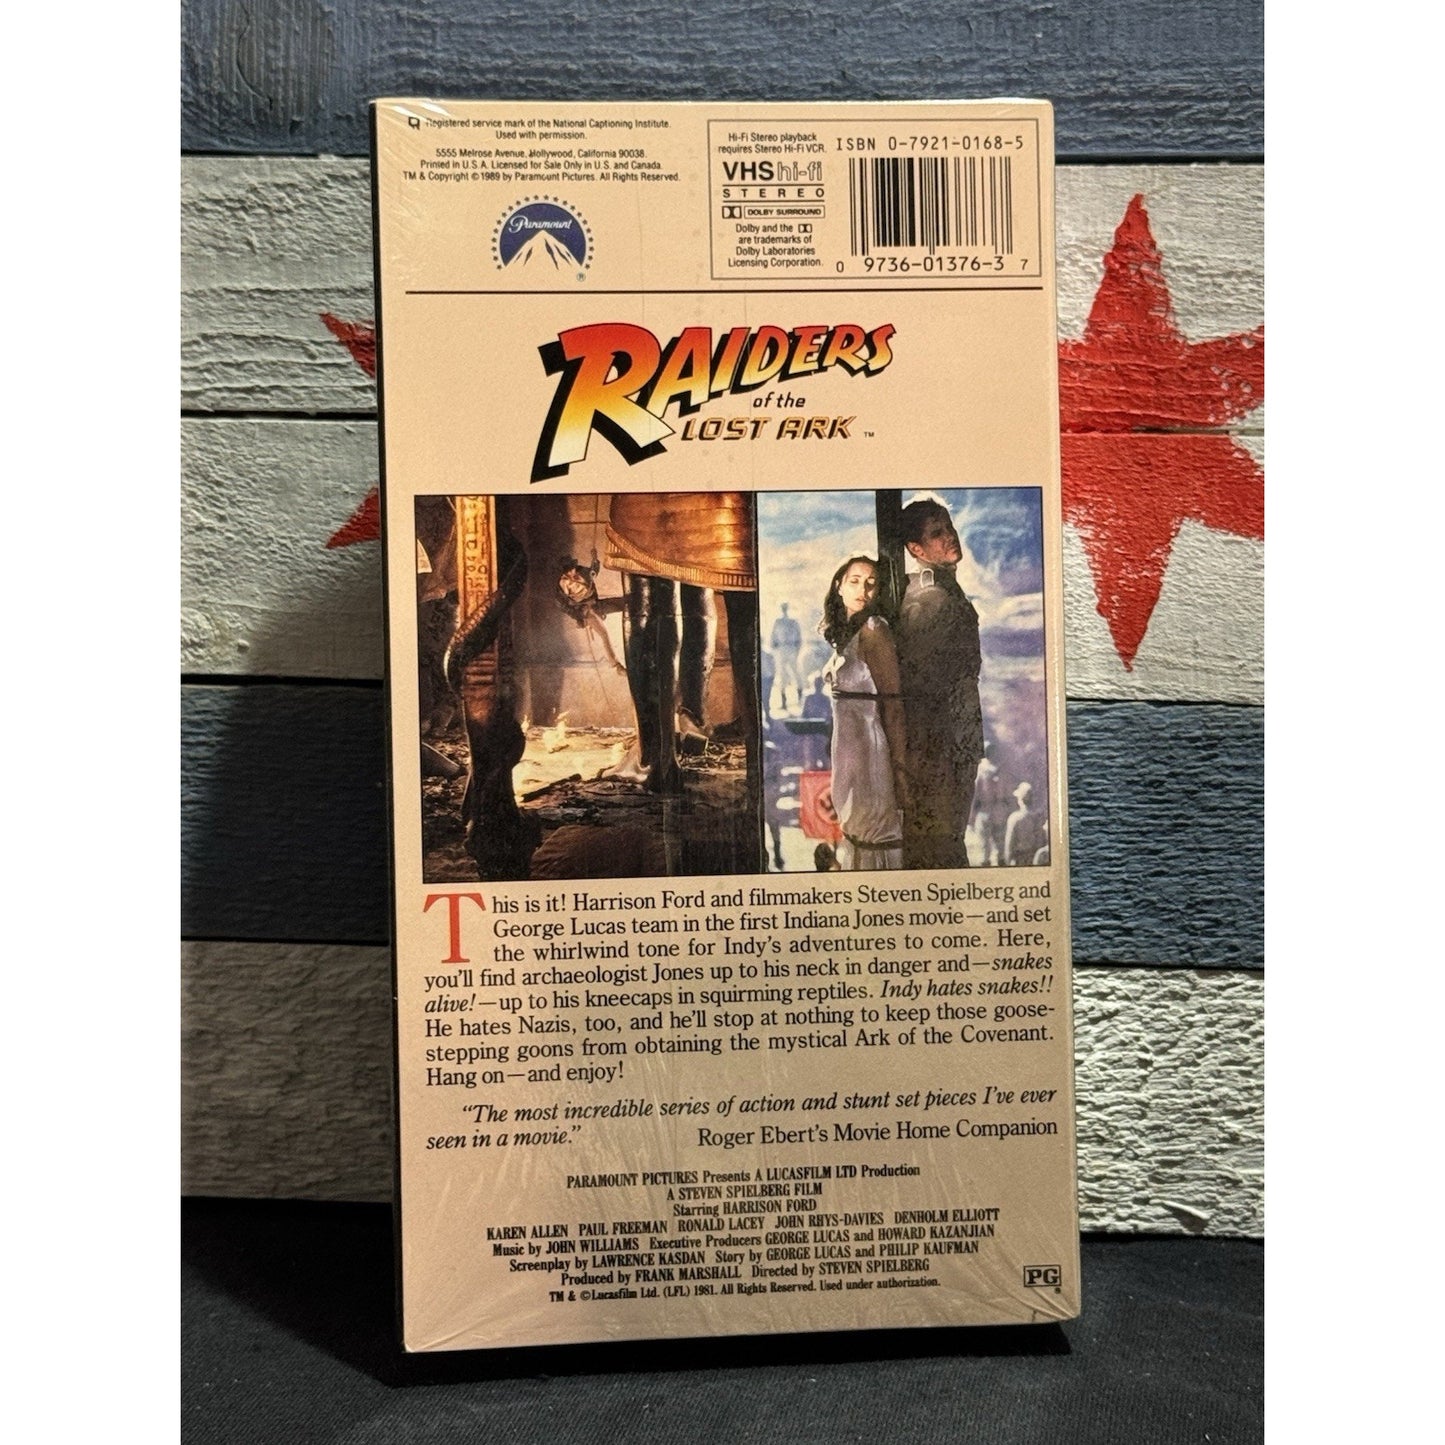 Registered service mark of the National Captioning Institute.
Used with permission.
5555 Melrose Avenue, Hollywood, California 90038.
Printed in U.S.A. Licensed for Sale Only in U.S. and Canada.
TM & Copyright © 1989 by Paramount Pictures. All Rights Reserved.
Paramount
®
Hi-Fi Stereo playback
requires Stereo Hi-Fi VCR.
VHS hi-fi
STEREO
DOLBY SURROUND
Dolby and the
are trademarks of
Dolby Laboratories
Licensing Corporation.
ISBN 0-7921-0168-5
0 9736-01376-3 7
RAIDERS
of the
LOST ARK ™
This is it! Harrison Ford and filmmakers Steven Spielberg and
George Lucas team in the first Indiana Jones movie—and set
the whirlwind tone for Indy's adventures to come. Here,
you'll find archaeologist Jones up to his neck in danger and—snakes
alive!—up to his kneecaps in squirming reptiles. Indy hates snakes!!
He hates Nazis, too, and he'll stop at nothing to keep those goose-
stepping goons from obtaining the mystical Ark of the Covenant.
Hang on—and enjoy!
"The most incredible series of action and stunt set pieces I've ever
seen in a movie." Roger Ebert's Movie Home Companion
PARAMOUNT PICTURES Presents A LUCASFILM LTD Production
A STEVEN SPIELBERG FILM
Starring HARRISON FORD
KAREN ALLEN PAUL FREEMAN RONALD LACEY JOHN RHYS-DAVIES DENHOLM ELLIOTT
Music by JOHN WILLIAMS Executive Producers GEORGE LUCAS and HOWARD KAZANJIAN
Screenplay by LAWRENCE KASDAN Story by GEORGE LUCAS and PHILIP KAUFMAN
Produced by FRANK MARSHALL Directed by STEVEN SPIELBERG
TM & © Lucasfilm Ltd. (LFL) 1981. All Rights Reserved. Used under authorization.
PG
®